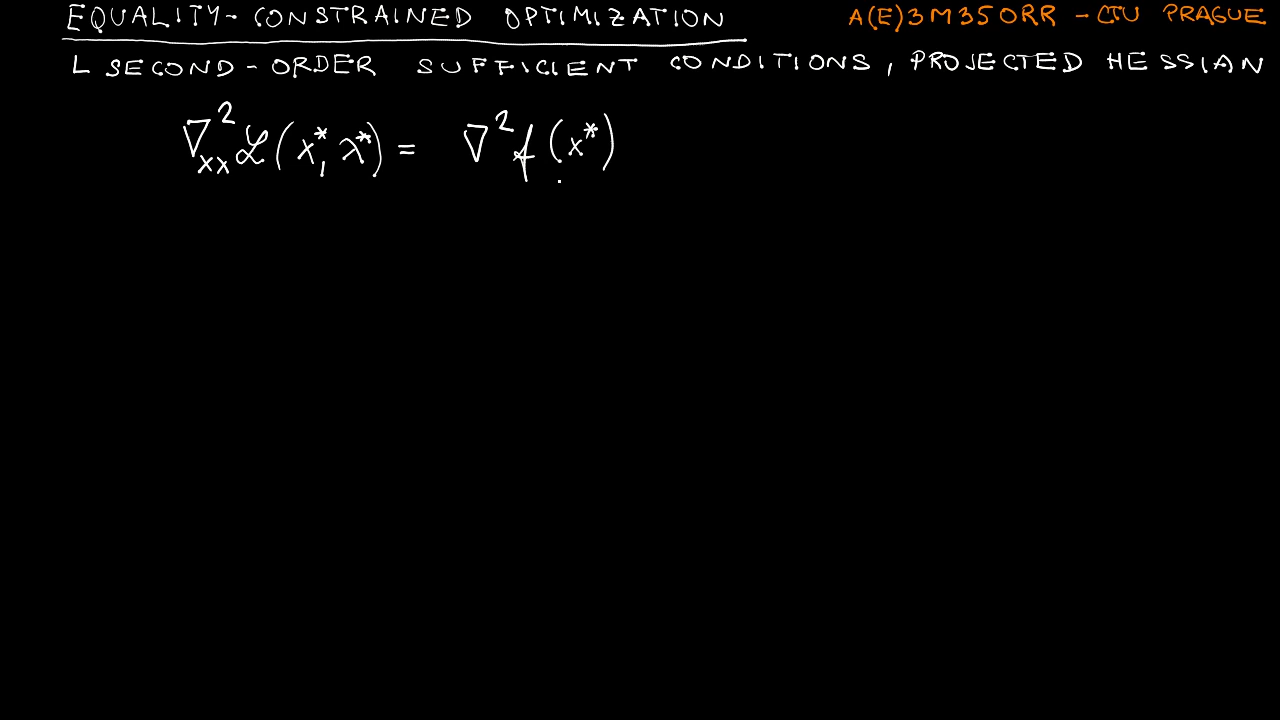 EQUALITY-CONSTRAINED OPTIMIZATION
A(E)3M35ORR - CTU PRAGUE
L SECOND-ORDER SUFFICIENT CONDITIONS, PROJECTED HESSIAN
∇²ₓₓℒ(x*, λ*) = ∇²f(x*)